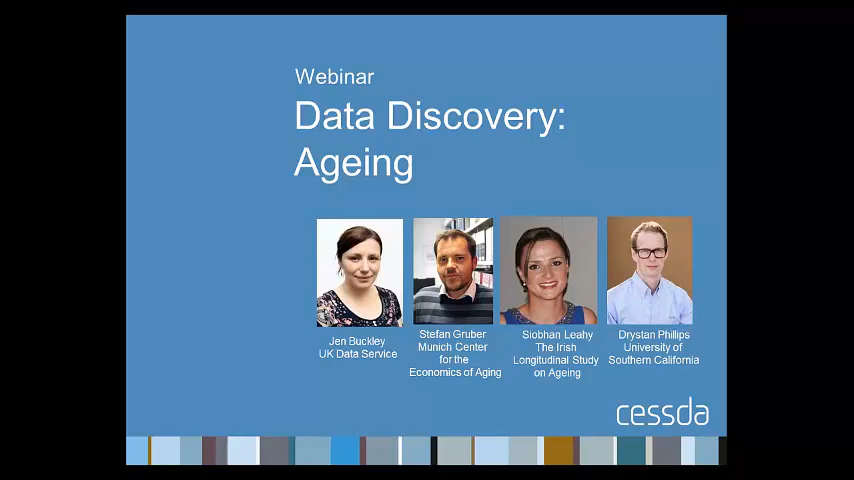 Webinar
Data Discovery:
Ageing
Jen Buckley
UK Data Service
Stefan Gruber
Munich Center
for the
Economics of Aging
Siobhan Leahy
The Irish
Longitudinal Study
on Ageing
Drystan Phillips
University of
Southern California
cessda